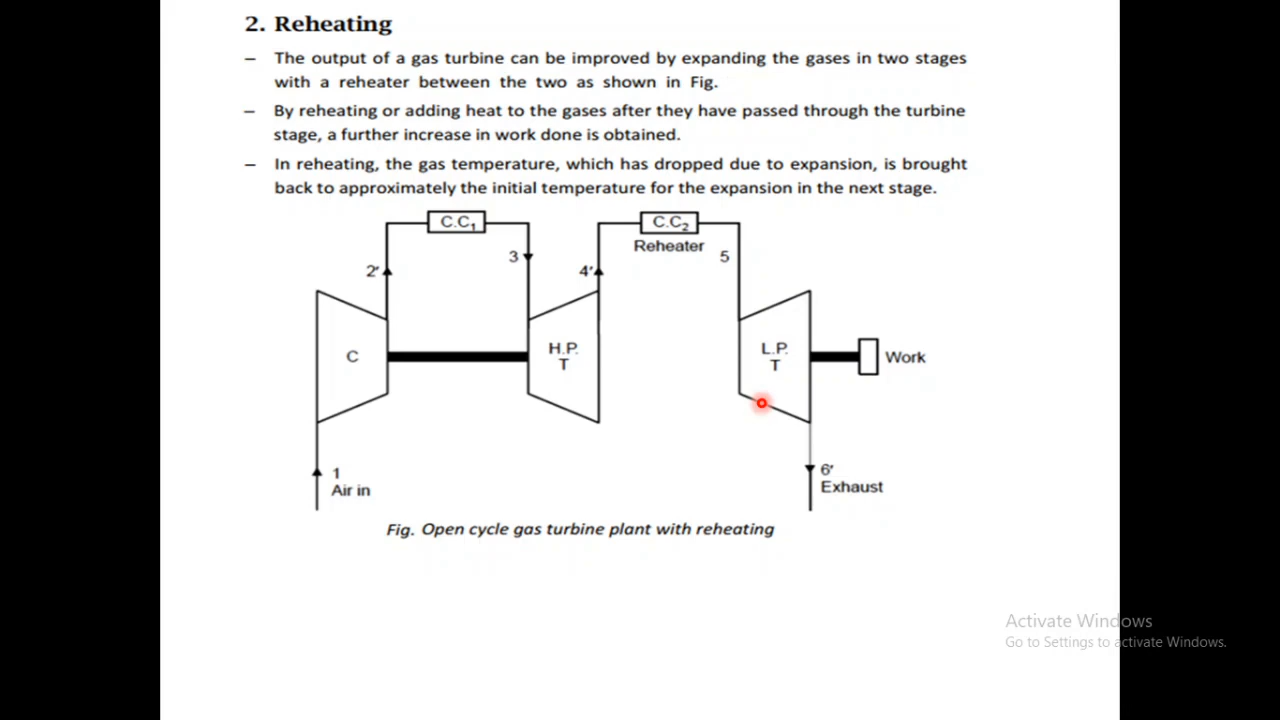 2. Reheating
– The output of a gas turbine can be improved by expanding the gases in two stages
with a reheater between the two as shown in Fig.
– By reheating or adding heat to the gases after they have passed through the turbine
stage, a further increase in work done is obtained.
– In reheating, the gas temperature, which has dropped due to expansion, is brought
back to approximately the initial temperature for the expansion in the next stage.
C.C₁
C.C₂
Reheater
3
5
2'
4'
C
H.P.
T
L.P.
T
Work
1
Air in
6'
Exhaust
Fig. Open cycle gas turbine plant with reheating
Activate Windows
Go to Settings to activate Windows.